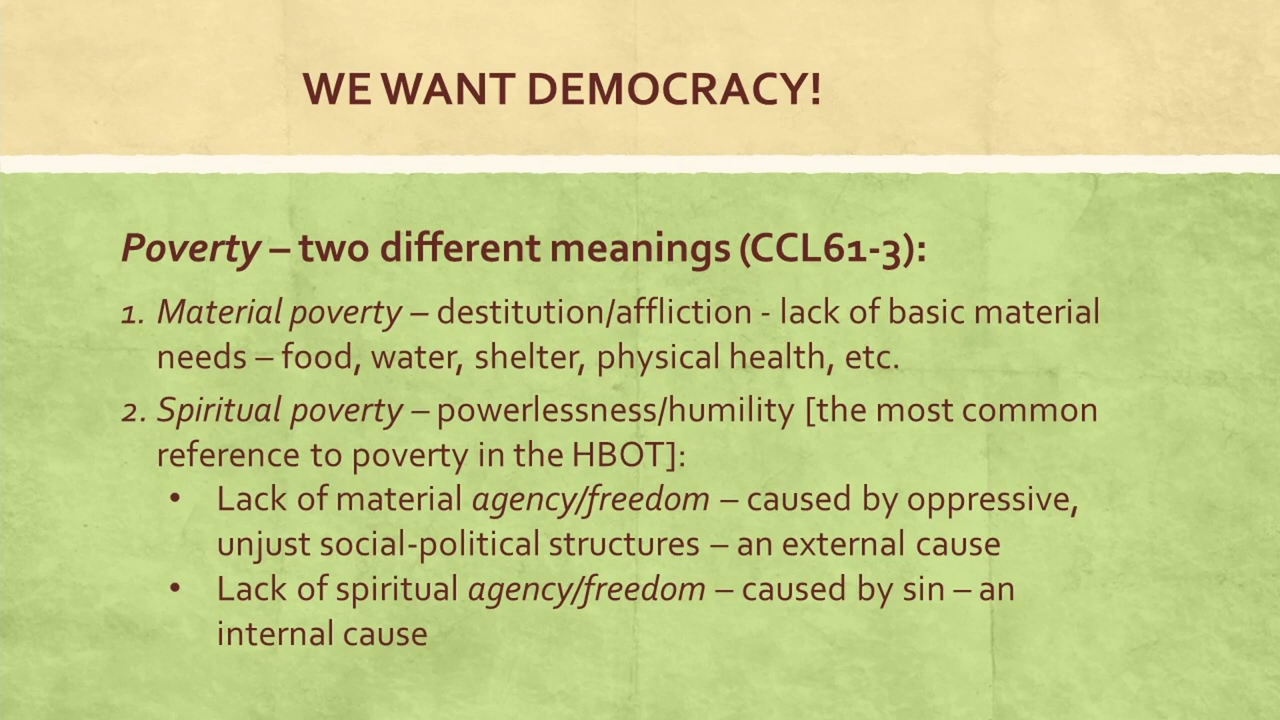 WE WANT DEMOCRACY!
Poverty – two different meanings (CCL61-3):
1. Material poverty – destitution/affliction - lack of basic material
needs – food, water, shelter, physical health, etc.
2. Spiritual poverty – powerlessness/humility [the most common
reference to poverty in the HBOT]:
• Lack of material agency/freedom – caused by oppressive,
unjust social-political structures – an external cause
• Lack of spiritual agency/freedom – caused by sin – an
internal cause